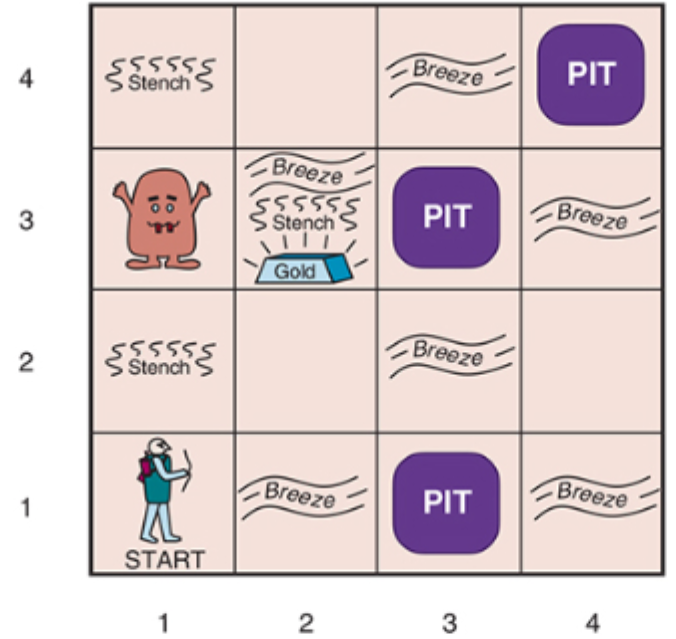 4
Stench
Breeze
PIT
3
Breeze
Stench
Gold
PIT
Breeze
2
Stench
Breeze
1
START
Breeze
PIT
Breeze
1 2 3 4